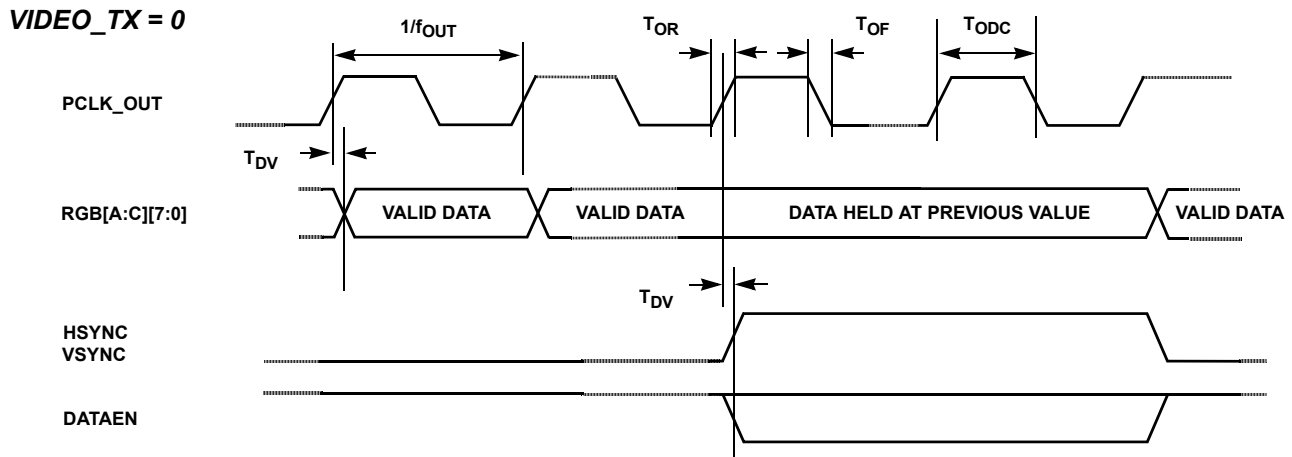 VIDEO_TX = 0
1/fOUT
TOR
TOF
TODC
PCLK_OUT
TDV
RGB[A:C][7:0]
VALID DATA
VALID DATA
DATA HELD AT PREVIOUS VALUE
VALID DATA
TDV
HSYNC
VSYNC
DATAEN